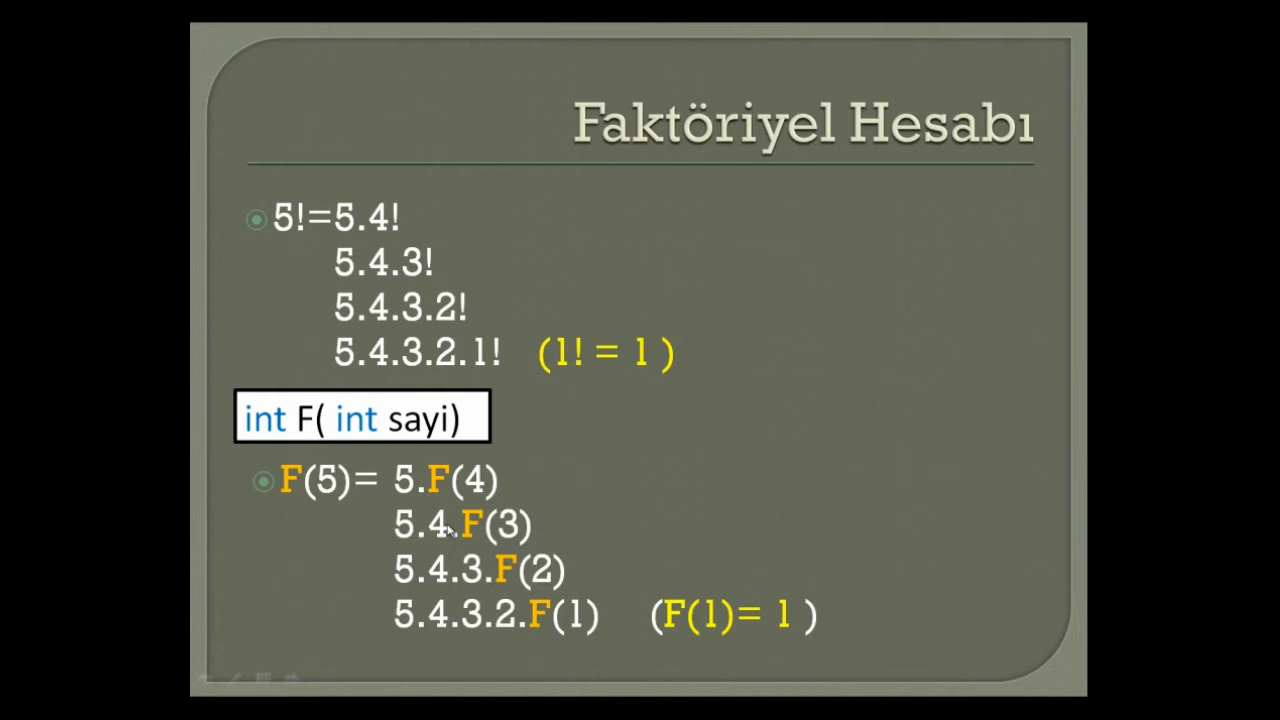 Faktöriyel Hesabı
5!=5.4!
5.4.3!
5.4.3.2!
5.4.3.2.1! (1! = 1 )
int F( int sayi)
F(5)= 5.F(4)
5.4.F(3)
5.4.3.F(2)
5.4.3.2.F(1) (F(1)= 1 )